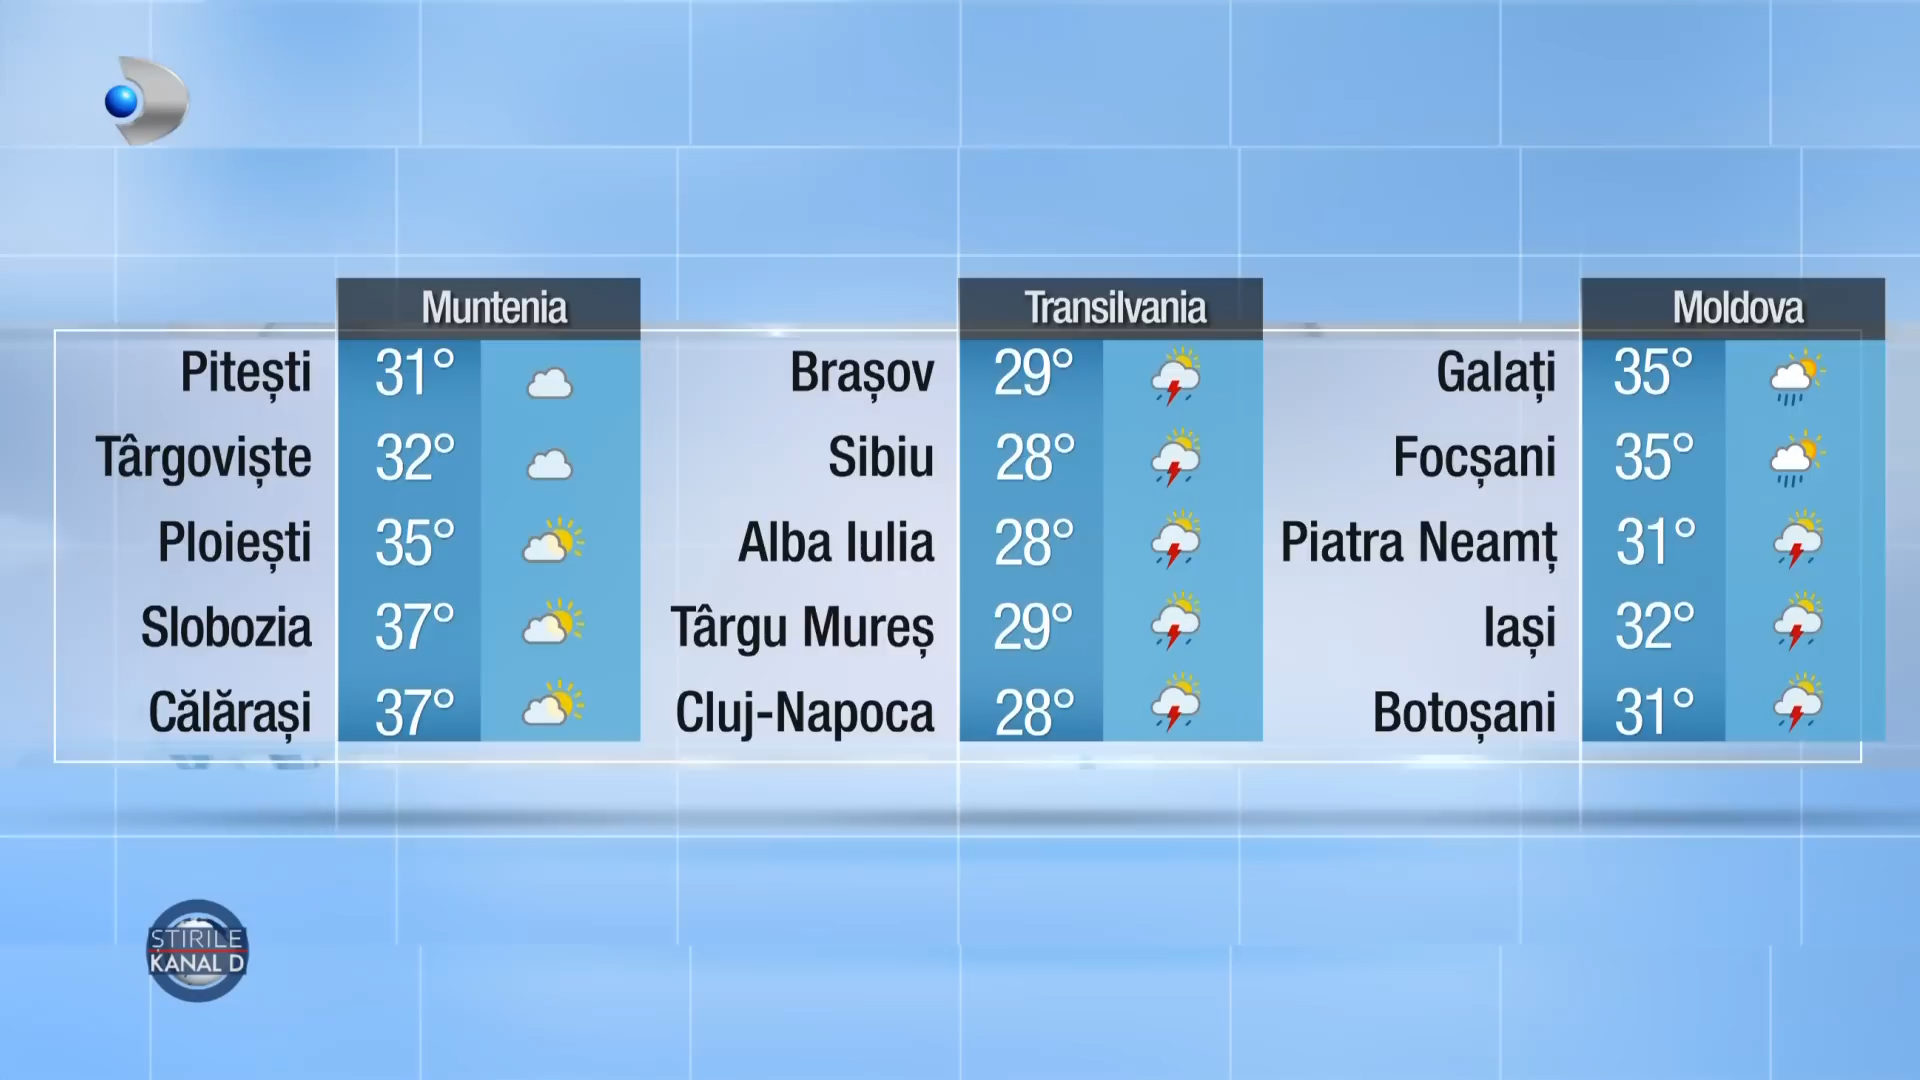 Muntenia
Pitești 31°
Târgoviște 32°
Ploiești 35°
Slobozia 37°
Călărași 37°
Transilvania
Brașov 29°
Sibiu 28°
Alba Iulia 28°
Târgu Mureș 29°
Cluj-Napoca 28°
Moldova
Galați 35°
Focșani 35°
Piatra Neamț 31°
Iași 32°
Botoșani 31°
ȘTIRILE
KANAL D